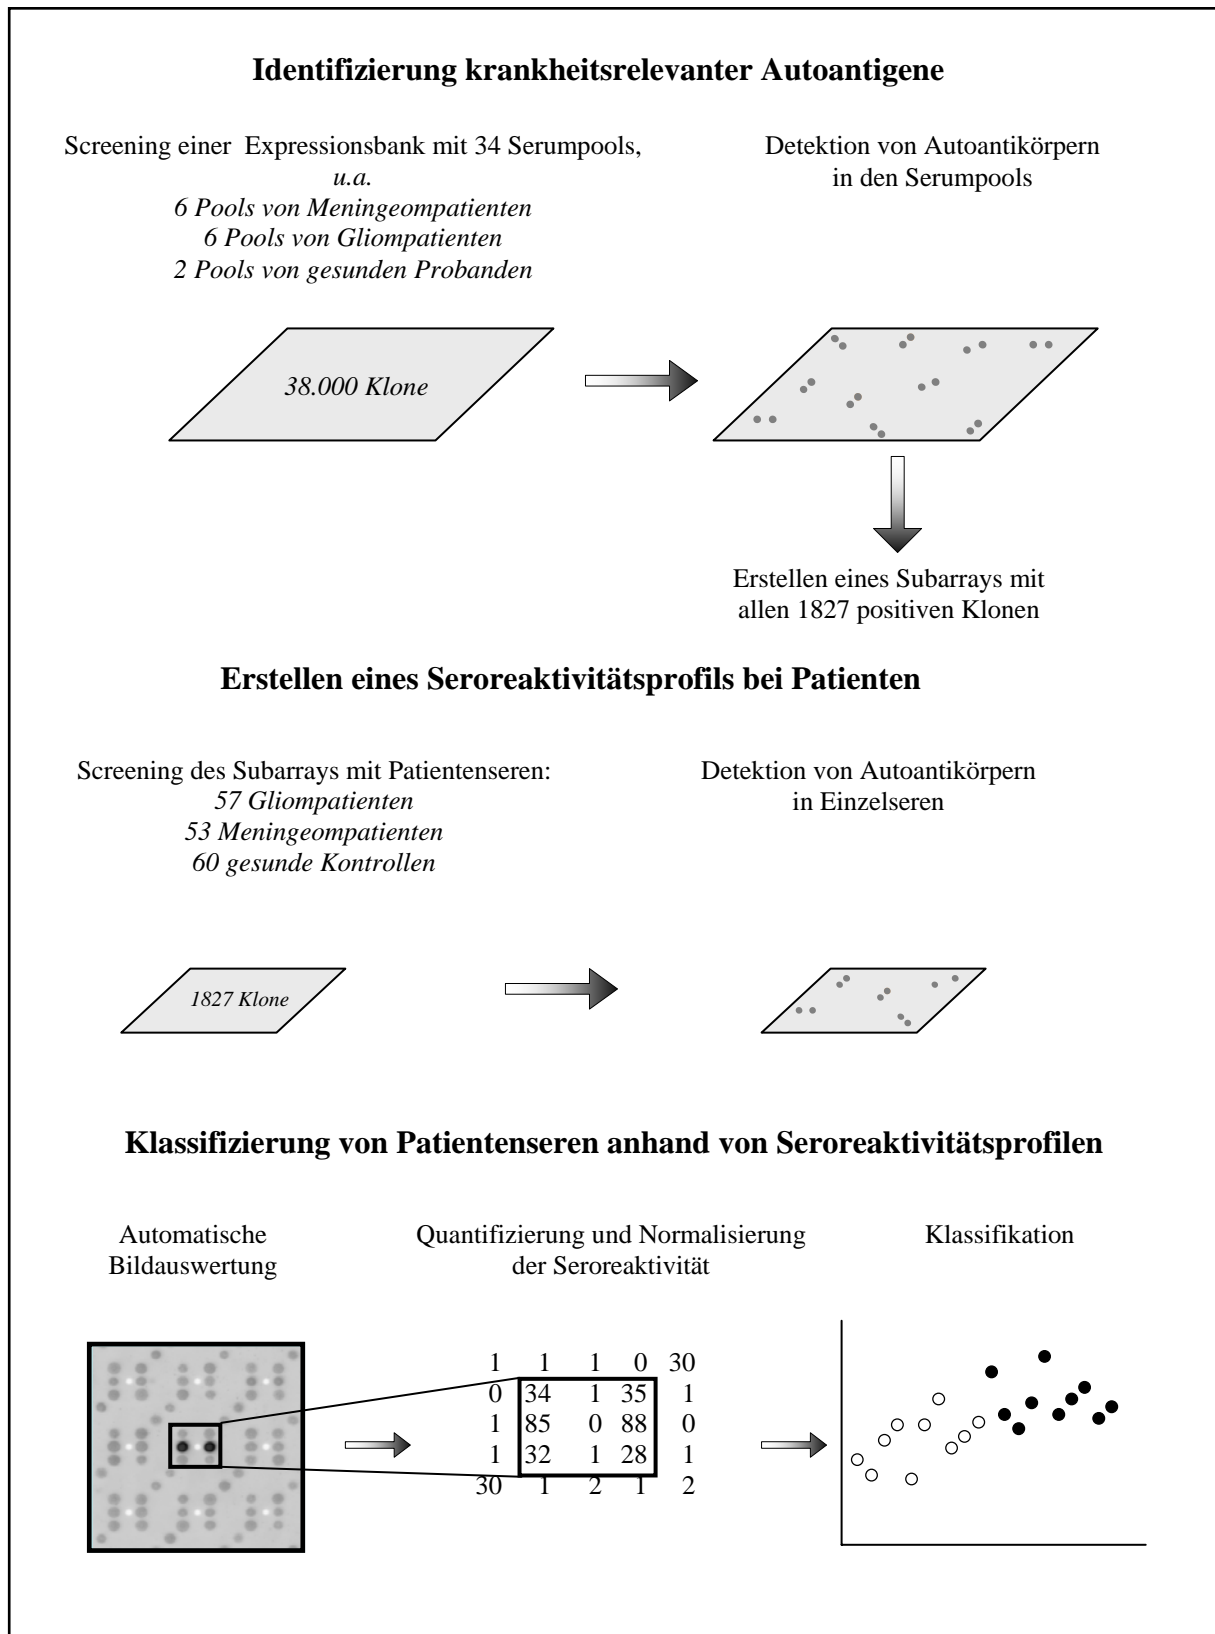 Identifizierung krankheitsrelevanter Autoantigene
Screening einer Expressionsbank mit 34 Serumpools,
u.a.
6 Pools von Meningeompatienten
6 Pools von Gliompatienten
2 Pools von gesunden Probanden
Detektion von Autoantikörpern
in den Serumpools
38.000 Klone
Erstellen eines Subarrays mit
allen 1827 positiven Klonen
Erstellen eines Seroreaktivitätsprofils bei Patienten
Screening des Subarrays mit Patientenseren:
57 Gliompatienten
53 Meningeompatienten
60 gesunde Kontrollen
Detektion von Autoantikörpern
in Einzelseren
1827 Klone
Klassifizierung von Patientenseren anhand von Seroreaktivitätsprofilen
Automatische
Bildauswertung
Quantifizierung und Normalisierung
der Seroreaktivität
Klassifikation
1 1 1 0 30
0 34 1 35 1
1 85 0 88 0
1 32 1 28 1
30 1 2 1 2